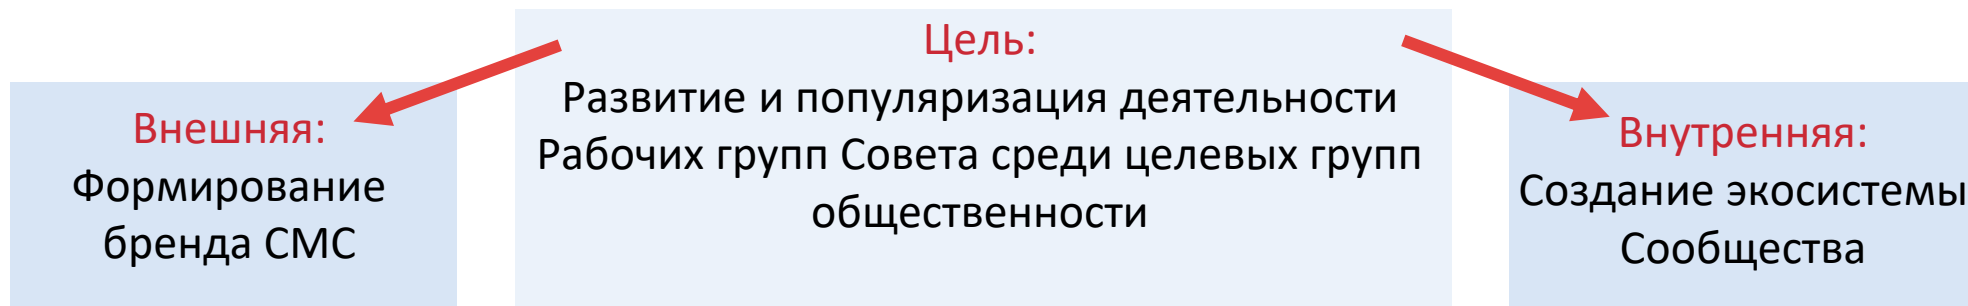 Цель:
Развитие и популяризация деятельности
Рабочих групп Совета среди целевых групп
общественности
Внешняя:
Формирование
бренда СМС
Внутренняя:
Создание экосистемы
Сообщества